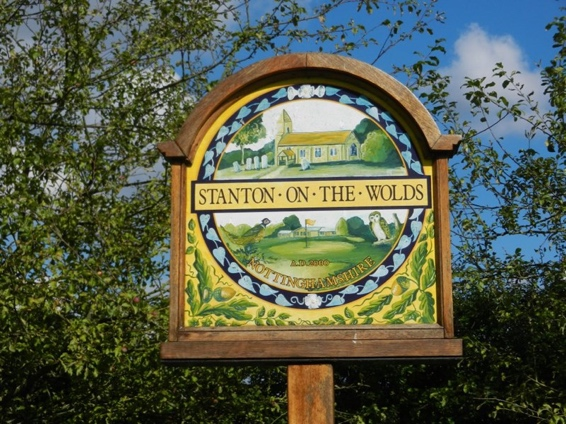 STANTON · ON · THE · WOLDS
A.D. 2000
NOTTINGHAMSHIRE